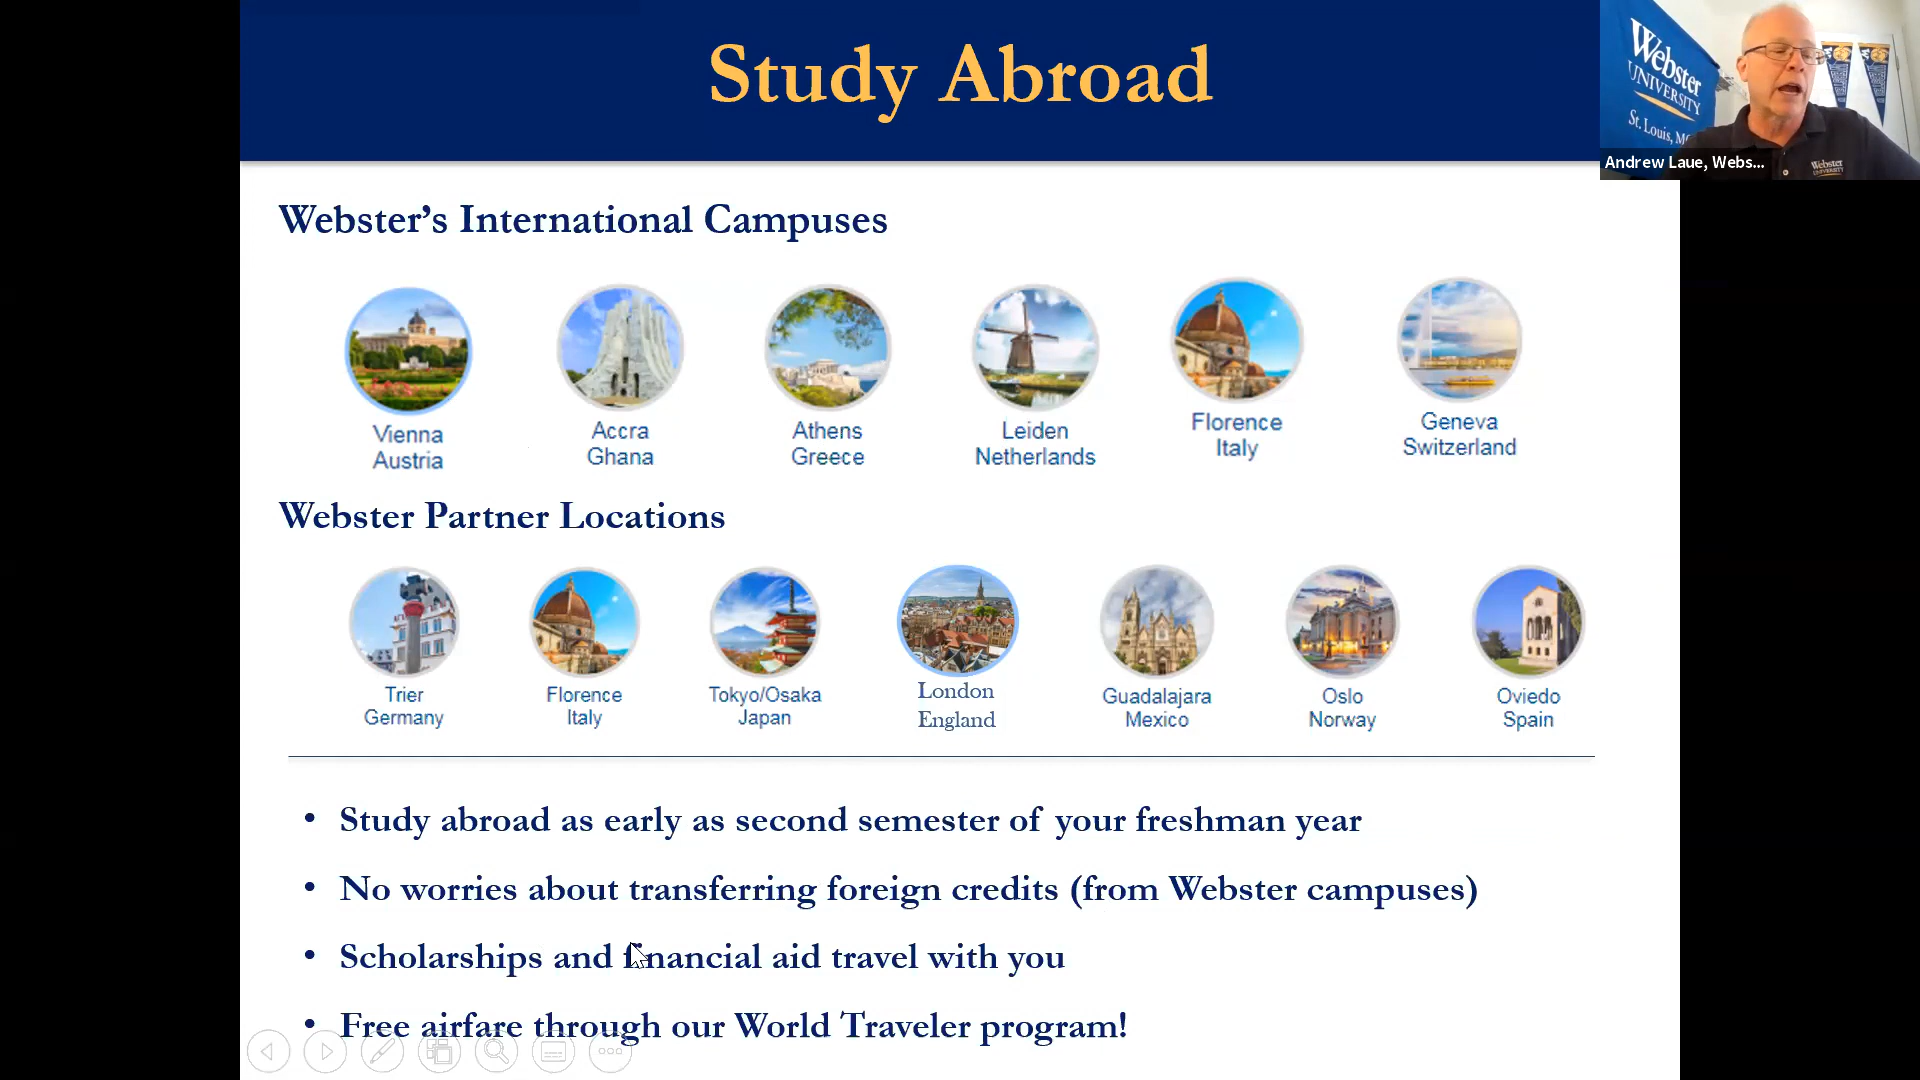 Study Abroad
Webster
UNIVERSITY
St. Louis, MO
Webster
UNIVERSITY
Andrew Laue, Webs...
Webster's International Campuses
Vienna
Austria
Accra
Ghana
Athens
Greece
Leiden
Netherlands
Florence
Italy
Geneva
Switzerland
Webster Partner Locations
Trier
Germany
Florence
Italy
Tokyo/Osaka
Japan
London
England
Guadalajara
Mexico
Oslo
Norway
Oviedo
Spain
• Study abroad as early as second semester of your freshman year
• No worries about transferring foreign credits (from Webster campuses)
• Scholarships and financial aid travel with you
• Free airfare through our World Traveler program!